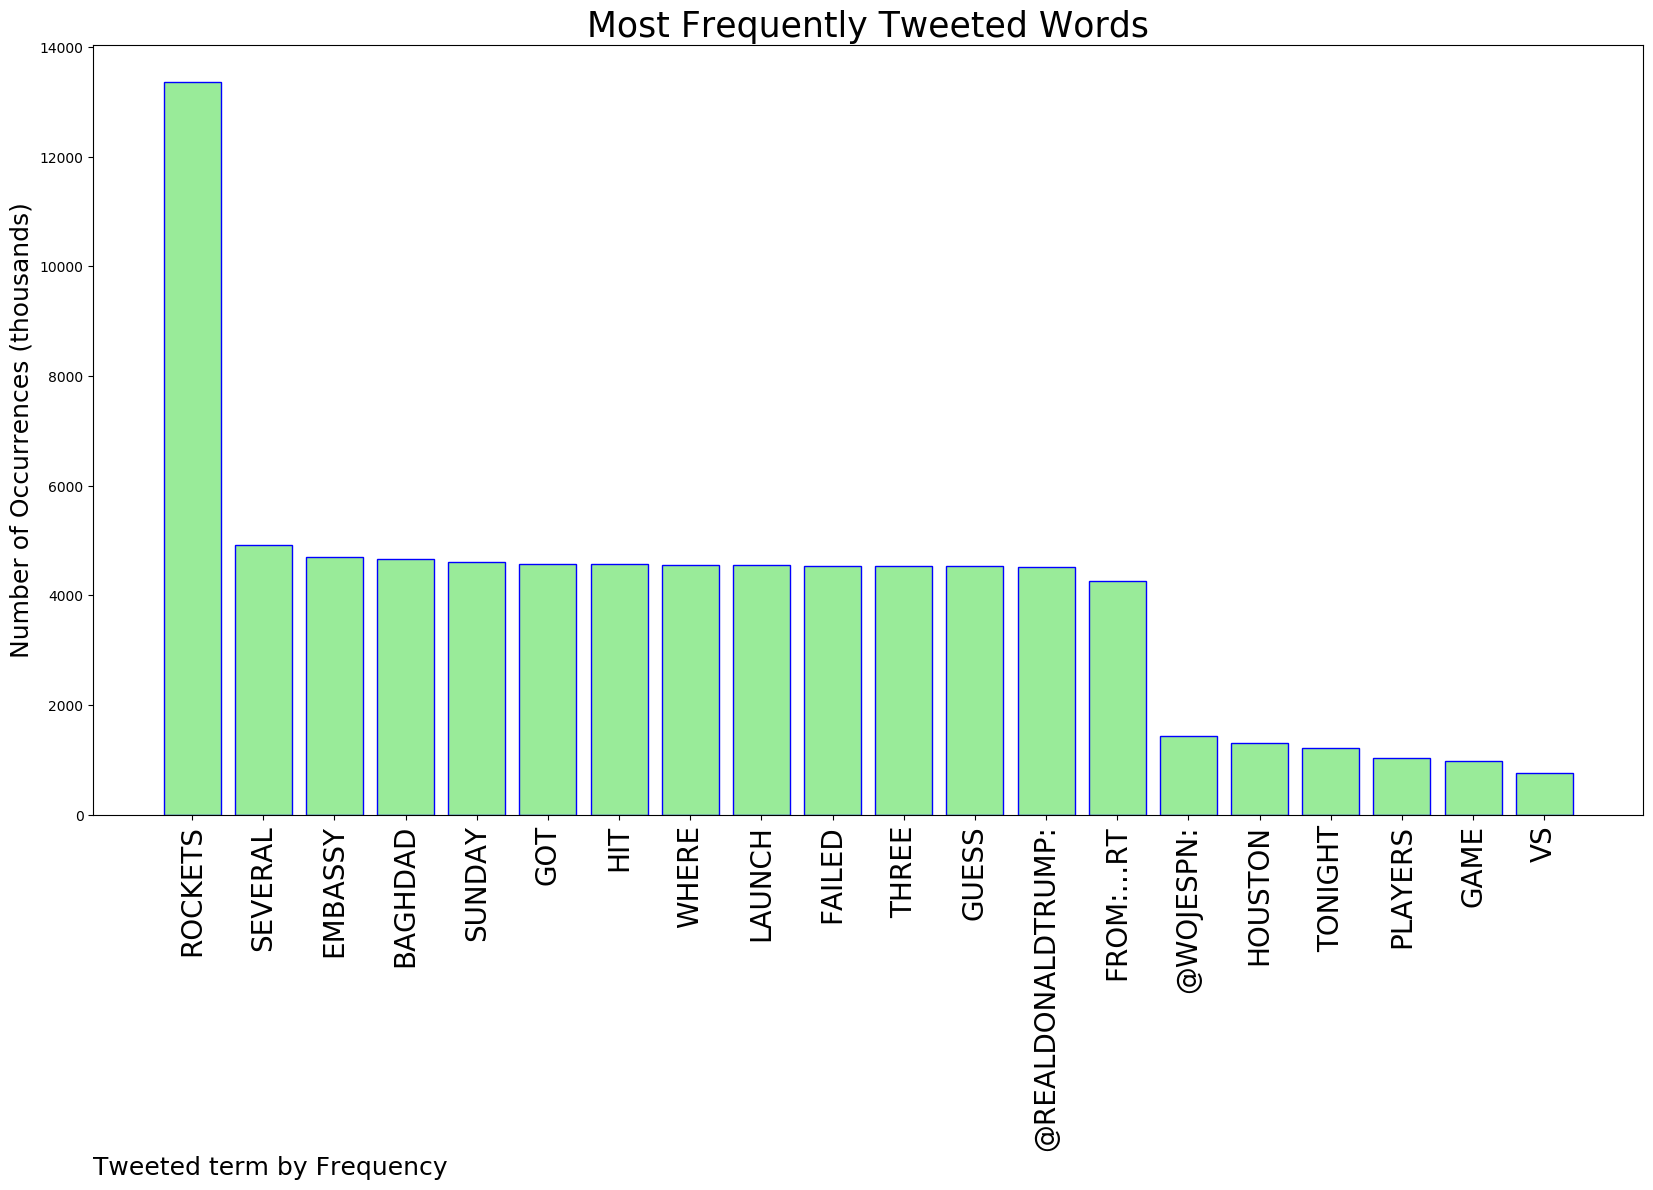 Most Frequently Tweeted Words
Number of Occurrences (thousands)
14000
12000
10000
8000
6000
4000
2000
0
ROCKETS
SEVERAL
EMBASSY
BAGHDAD
SUNDAY
GOT
HIT
WHERE
LAUNCH
FAILED
THREE
GUESS
@REALDONALDTRUMP:
FROM:...RT
@WOJESPN:
HOUSTON
TONIGHT
PLAYERS
GAME
VS
Tweeted term by Frequency